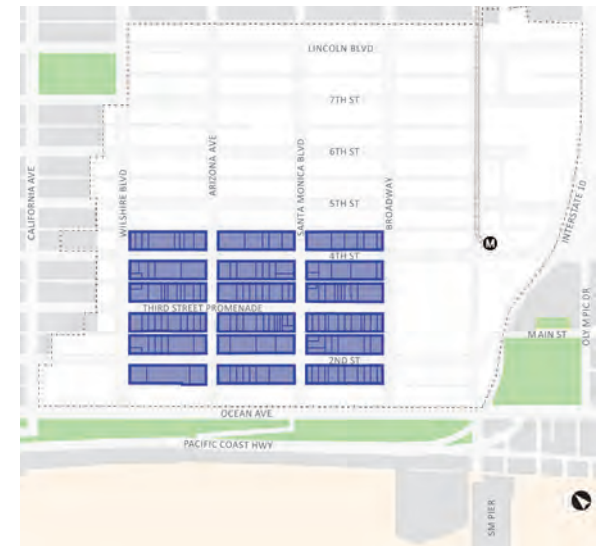 LINCOLN BLVD
7TH ST
6TH ST
5TH ST
4TH ST
THIRD STREET PROMENADE
2ND ST
OCEAN AVE
PACIFIC COAST HWY
CALIFORNIA AVE
WILSHIRE BLVD
ARIZONA AVE
SANTA MONICA BLVD
BROADWAY
M
INTERSTATE 10
OLYMPIC DR
MAIN ST
SM PIER